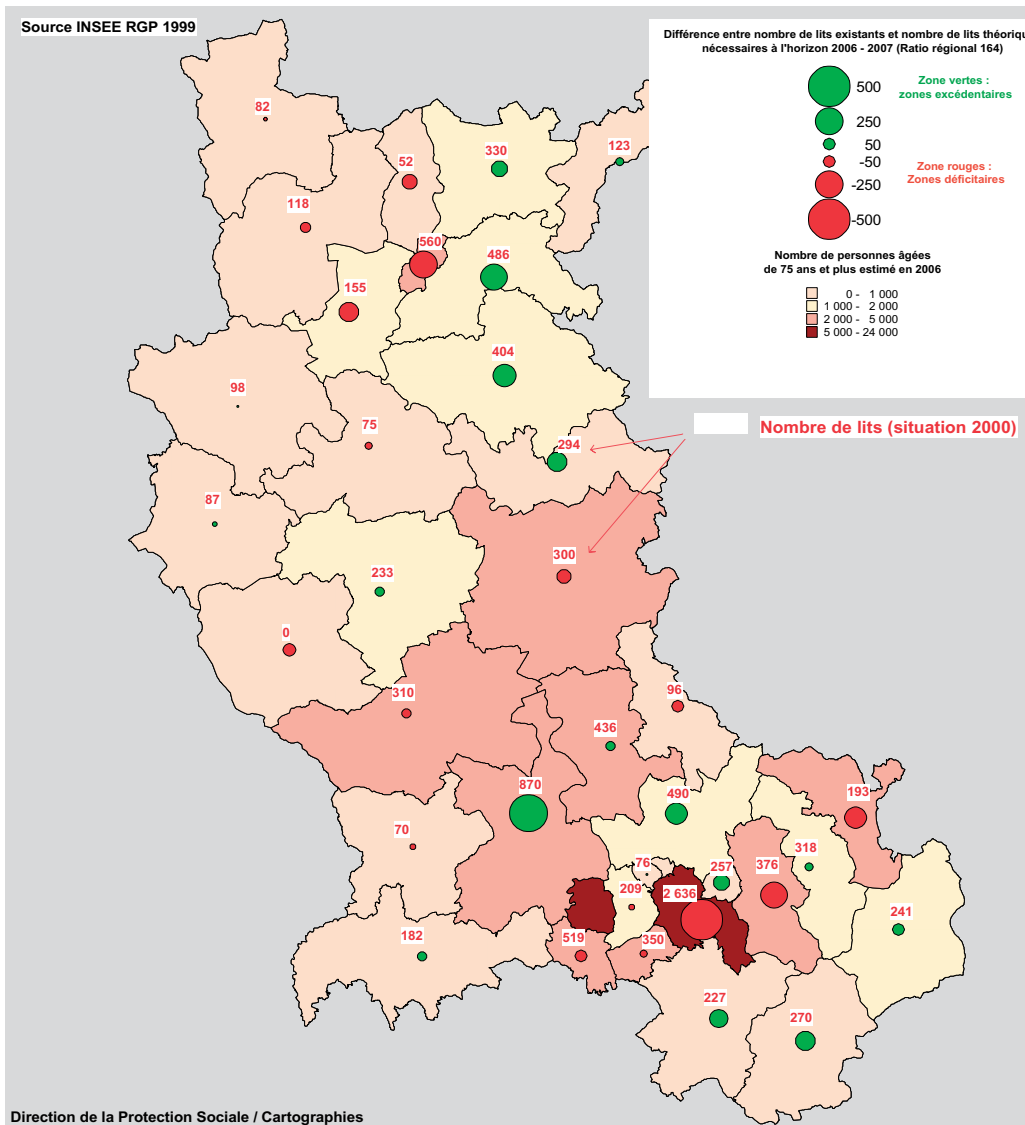 Source INSEE RGP 1999
Différence entre nombre de lits existants et nombre de lits
nécessaires à l'horizon 2006 - 2007 (Ratio régional 164)
500
Zone vertes :
zones excédentaires
250
50
-50
Zone rouges :
Zones déficitaires
-250
-500
Nombre de personnes âgées
de 75 ans et plus estimé en 2006
0 - 1 000
1 000 - 2 000
2 000 - 5 000
5 000 - 24 000
Nombre de lits (situation 2000)
82
123
330
52
118
560
486
155
404
98
75
294
87
300
233
0
310
96
436
870
490
193
70
318
76
257
376
209
2 636
241
182
519
350
227
270
Direction de la Protection Sociale / Cartographies